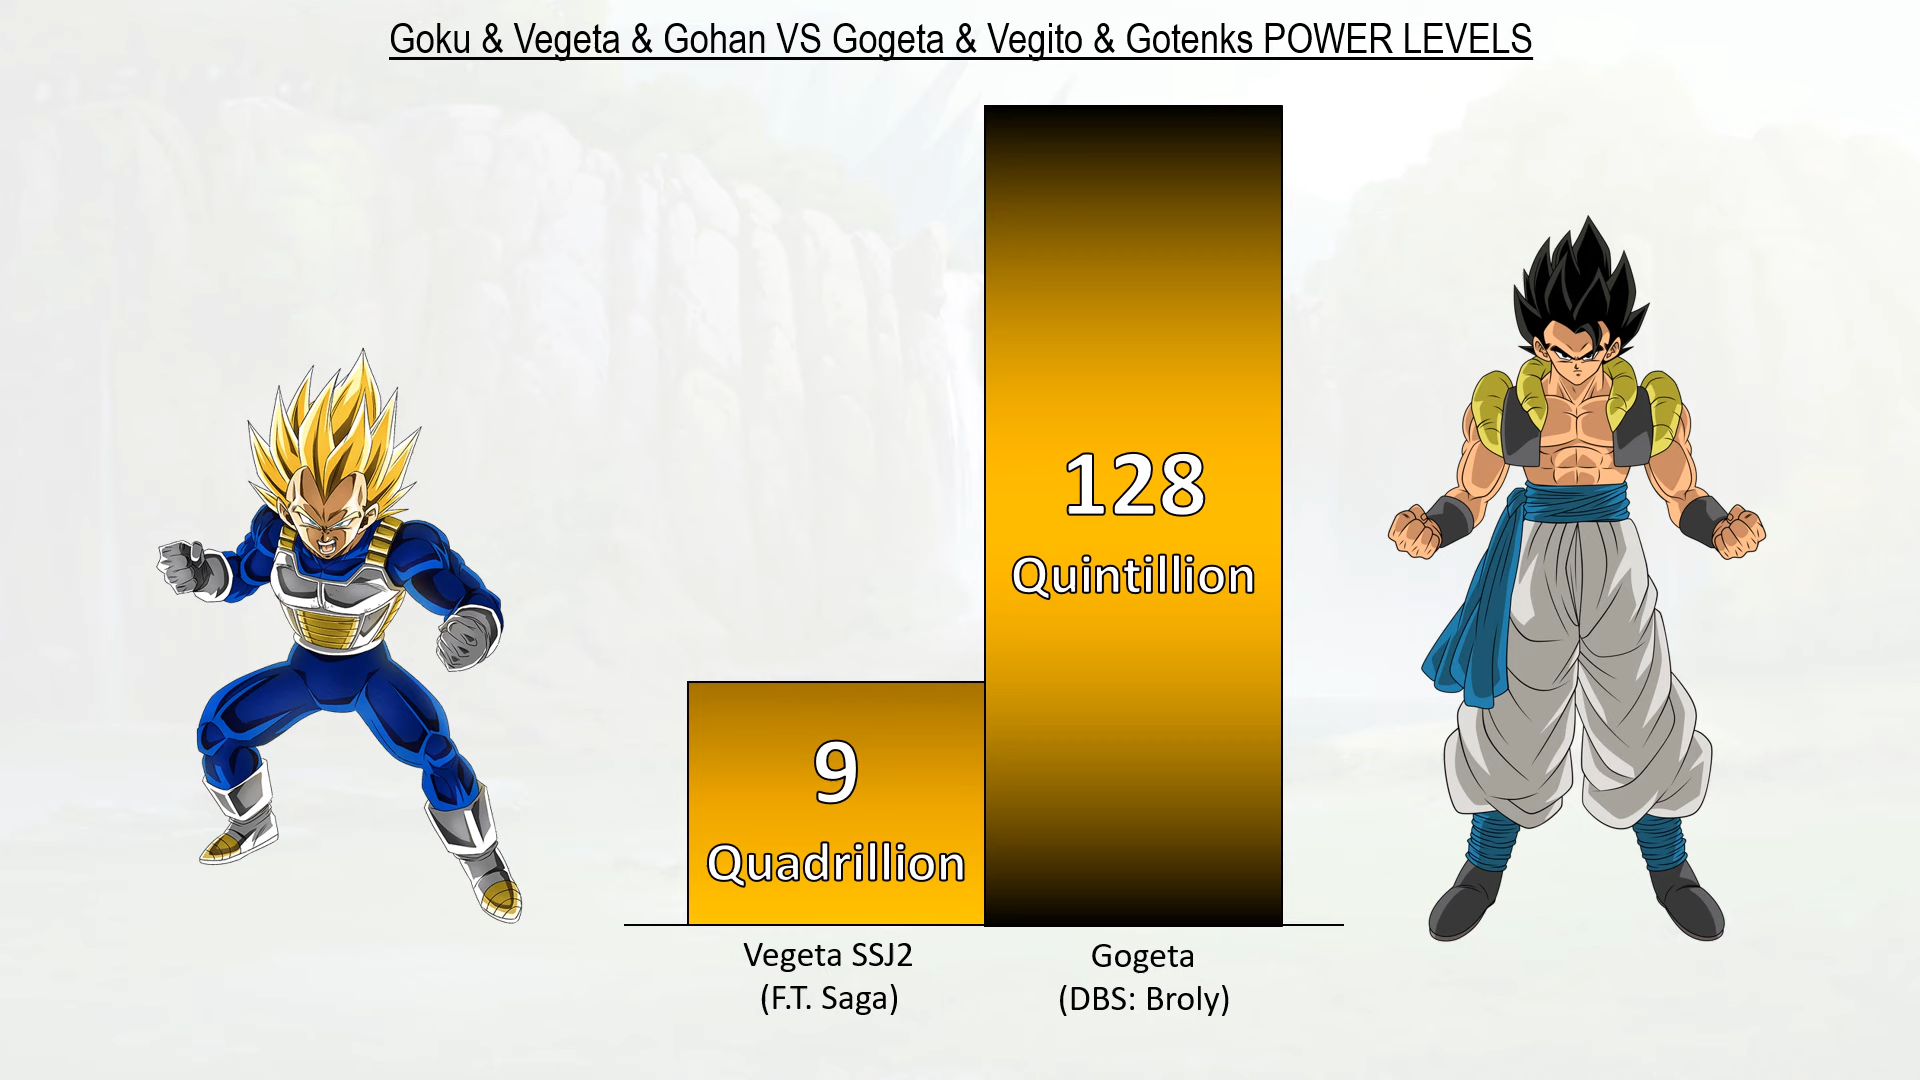 Goku & Vegeta & Gohan VS Gogeta & Vegito & Gotenks POWER LEVELS
128
Quintillion
9
Quadrillion
Vegeta SSJ2
(F.T. Saga)
Gogeta
(DBS: Broly)